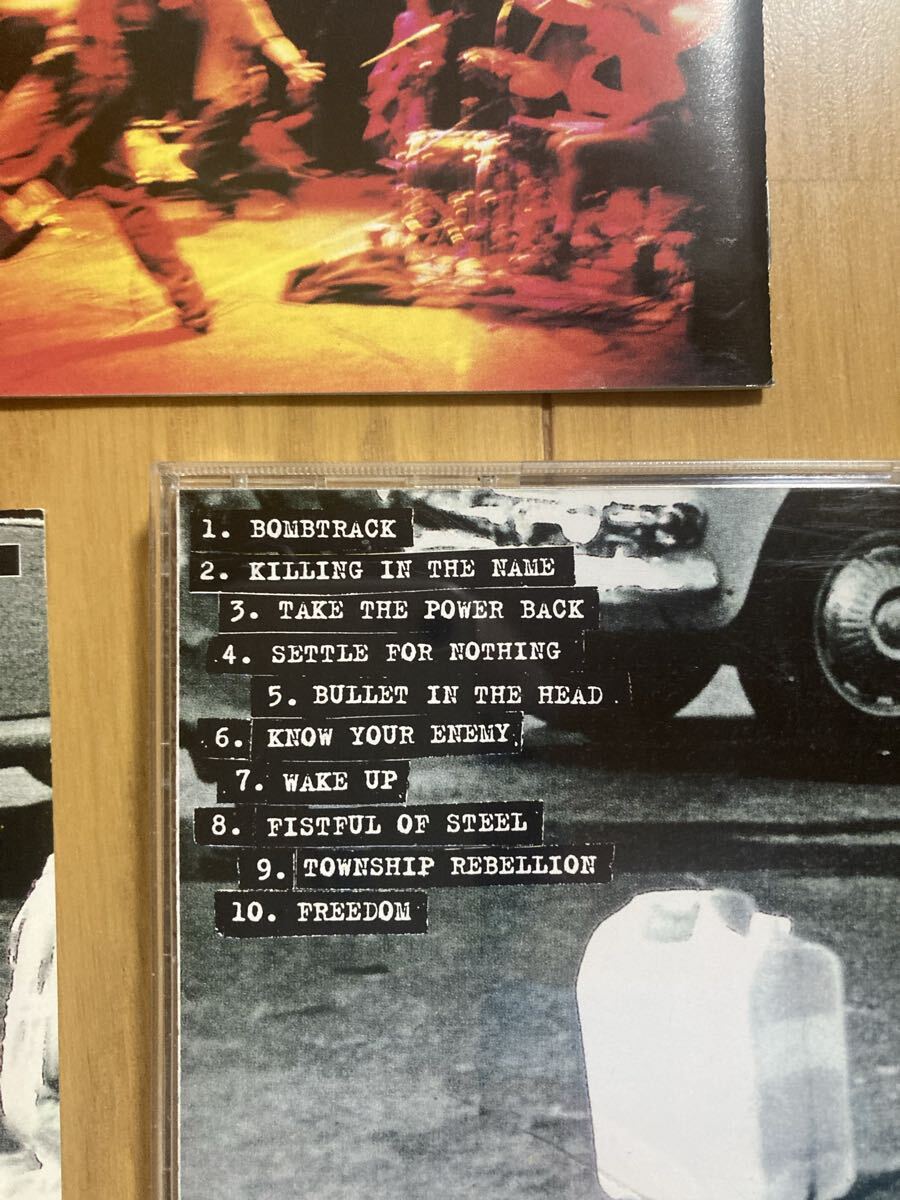 1. BOMBTRACK
2. KILLING IN THE NAME
3. TAKE THE POWER BACK
4. SETTLE FOR NOTHING
5. BULLET IN THE HEAD
6. KNOW YOUR ENEMY
7. WAKE UP
8. FISTFUL OF STEEL
9. TOWNSHIP REBELLION
10. FREEDOM